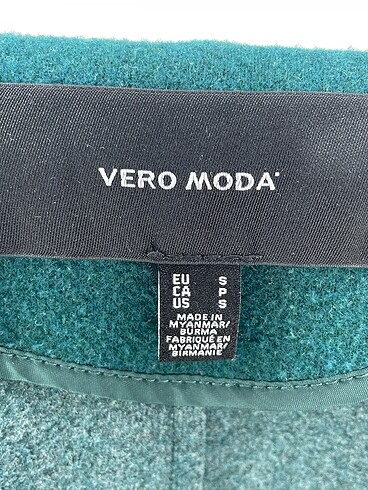 VERO MODA
EU S
CA P
US S
MADE IN
MYANMAR/
BURMA
FABRIQUÉ EN
MYANMAR/
BIRMANIE